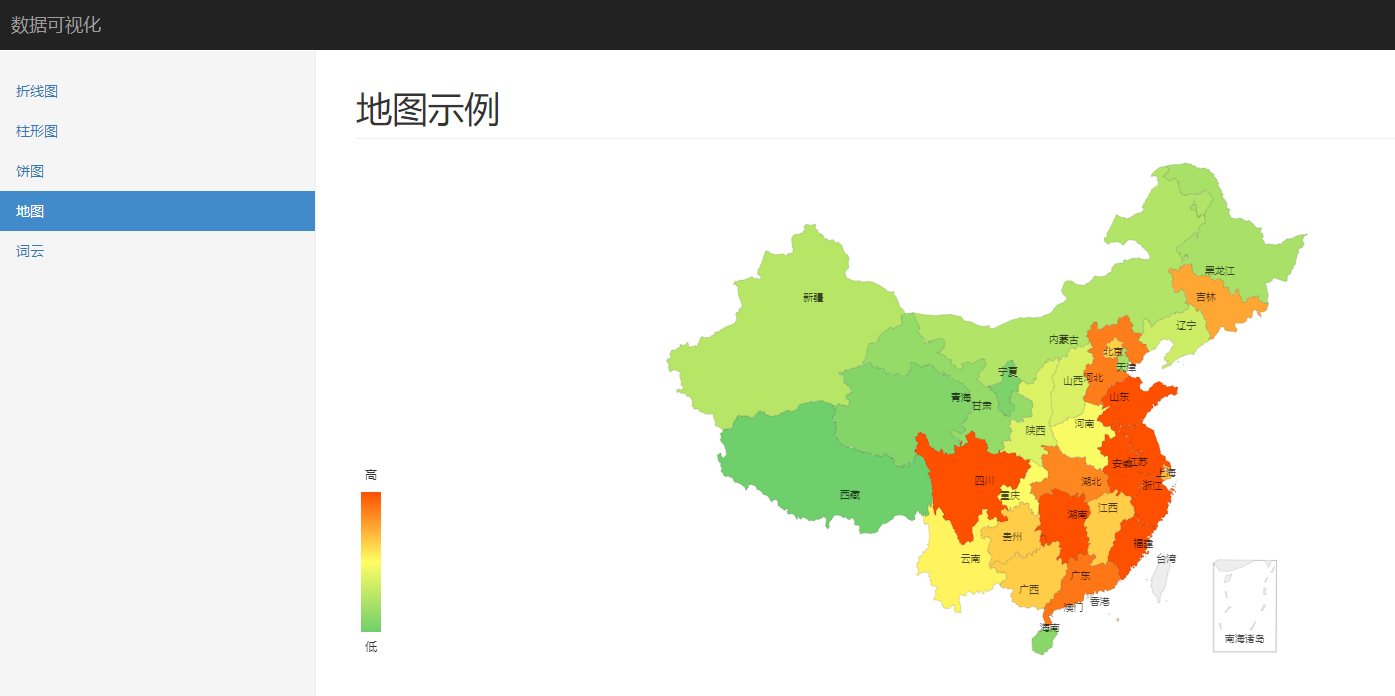 数据可视化
折线图
柱形图
饼图
地图
词云
地图示例
黑龙江
新疆
吉林
辽宁
内蒙古
北京
天津
宁夏
山西
河北
青海
甘肃
山东
河南
陕西
安徽
江苏
上海
四川
湖北
浙江
重庆
西藏
江西
湖南
贵州
福建
云南
台湾
广东
广西
香港
澳门
海南
南海诸岛
高
低